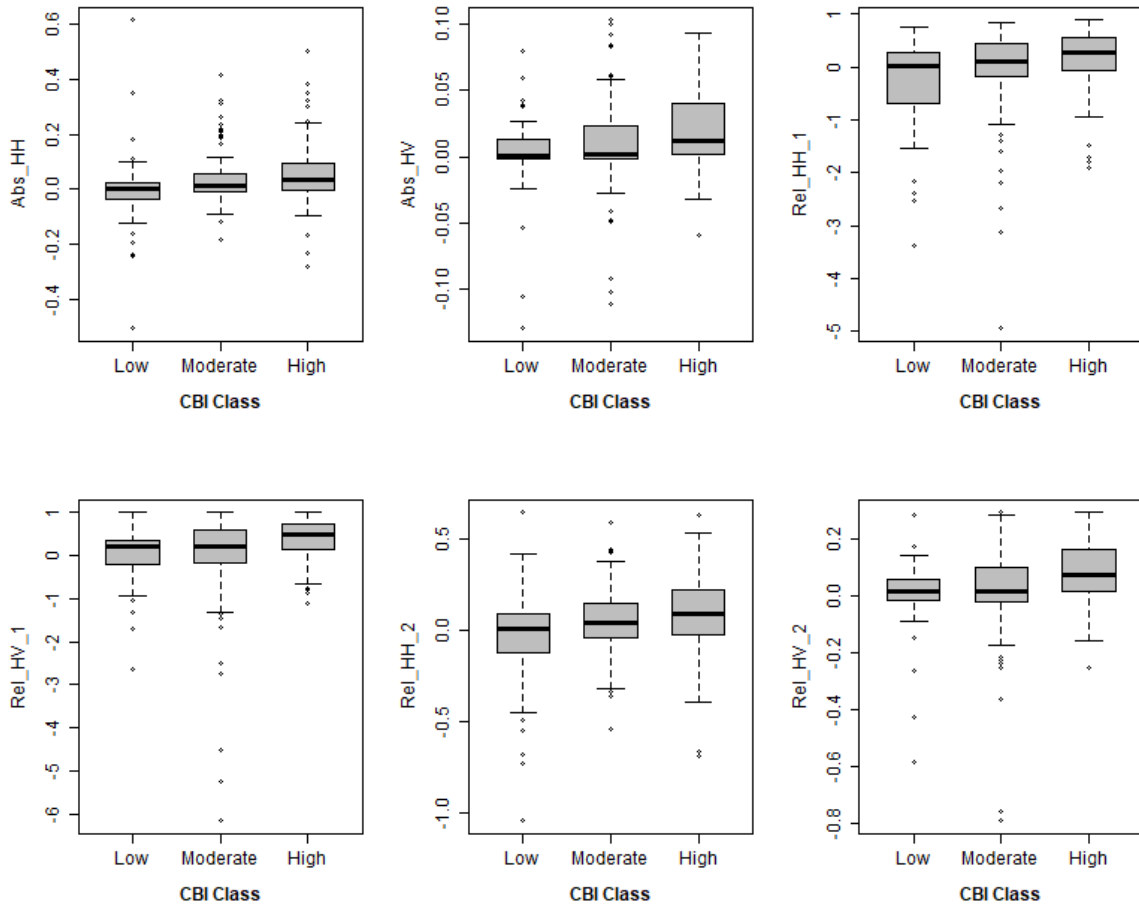 Abs_HH
0.6
0.4
0.2
0.0
-0.2
-0.4
Low Moderate High
CBI Class
Abs_HV
0.10
0.05
0.00
-0.05
-0.10
Low Moderate High
CBI Class
Rel_HH_1
1
0
-1
-2
-3
-4
-5
Low Moderate High
CBI Class
Rel_HV_1
1
0
-1
-2
-3
-4
-5
-6
Low Moderate High
CBI Class
Rel_HH_2
0.5
0.0
-0.5
-1.0
Low Moderate High
CBI Class
Rel_HV_2
0.2
0.0
-0.2
-0.4
-0.6
-0.8
Low Moderate High
CBI Class